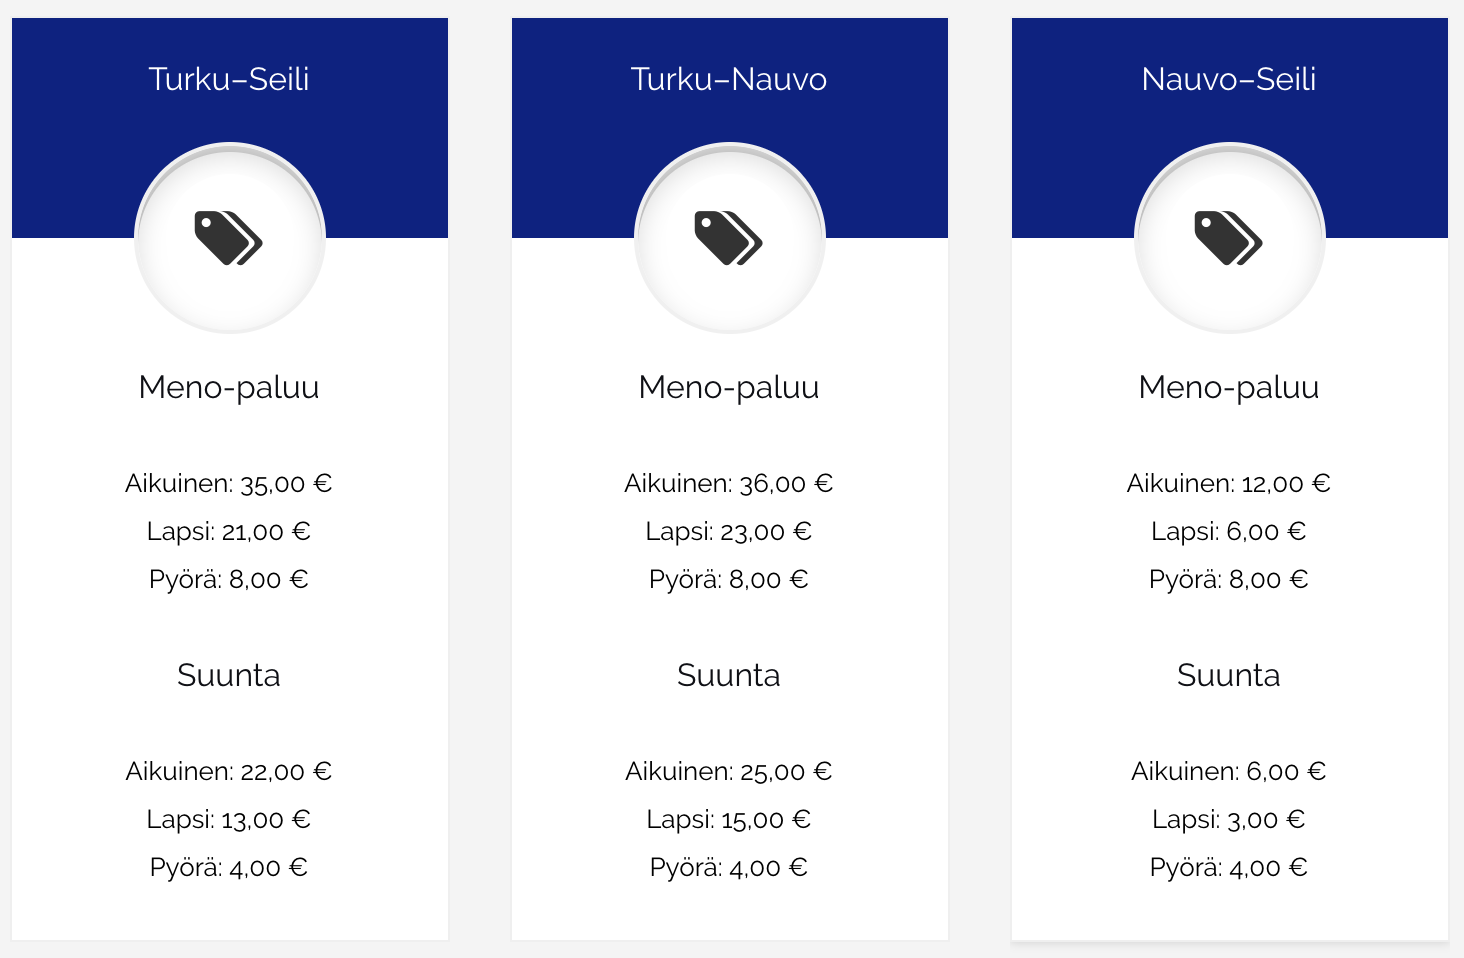 Turku–Seili
Meno-paluu
Aikuinen: 35,00 €
Lapsi: 21,00 €
Pyörä: 8,00 €
Suunta
Aikuinen: 22,00 €
Lapsi: 13,00 €
Pyörä: 4,00 €
Turku–Nauvo
Meno-paluu
Aikuinen: 36,00 €
Lapsi: 23,00 €
Pyörä: 8,00 €
Suunta
Aikuinen: 25,00 €
Lapsi: 15,00 €
Pyörä: 4,00 €
Nauvo–Seili
Meno-paluu
Aikuinen: 12,00 €
Lapsi: 6,00 €
Pyörä: 8,00 €
Suunta
Aikuinen: 6,00 €
Lapsi: 3,00 €
Pyörä: 4,00 €